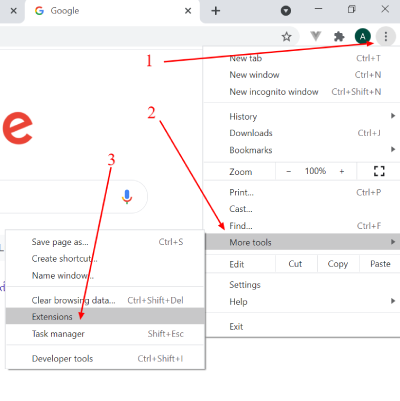 Google
A
1
New tab Ctrl+T
New window Ctrl+N
New incognito window Ctrl+Shift+N
2
History
Downloads Ctrl+J
Bookmarks
Zoom - 100% +
Print... Ctrl+P
Cast...
Find... Ctrl+F
More tools
Edit Cut Copy Paste
Settings
Help
Exit
e
3
Save page as... Ctrl+S
Create shortcut...
Name window...
Clear browsing data... Ctrl+Shift+Del
Extensions
Task manager Shift+Esc
Developer tools Ctrl+Shift+I